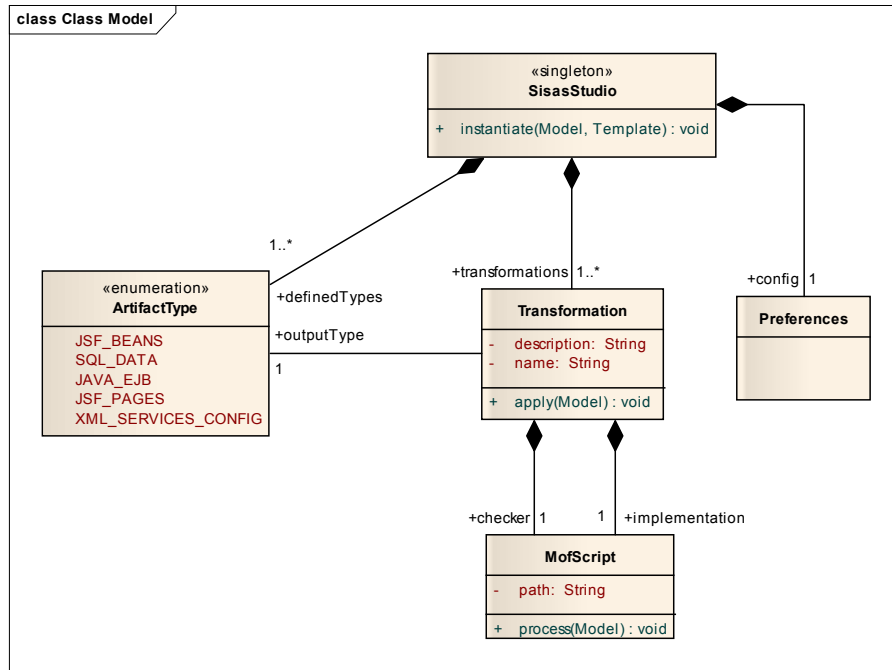 class Class Model
«singleton»
SisasStudio
+ instantiate(Model, Template) : void
1..*
+definedTypes
+transformations 1..*
+config 1
«enumeration»
ArtifactType
JSF_BEANS
SQL_DATA
JAVA_EJB
JSF_PAGES
XML_SERVICES_CONFIG
+outputType
1
Transformation
- description: String
- name: String
+ apply(Model) : void
Preferences
+checker 1
1 +implementation
MofScript
- path: String
+ process(Model) : void